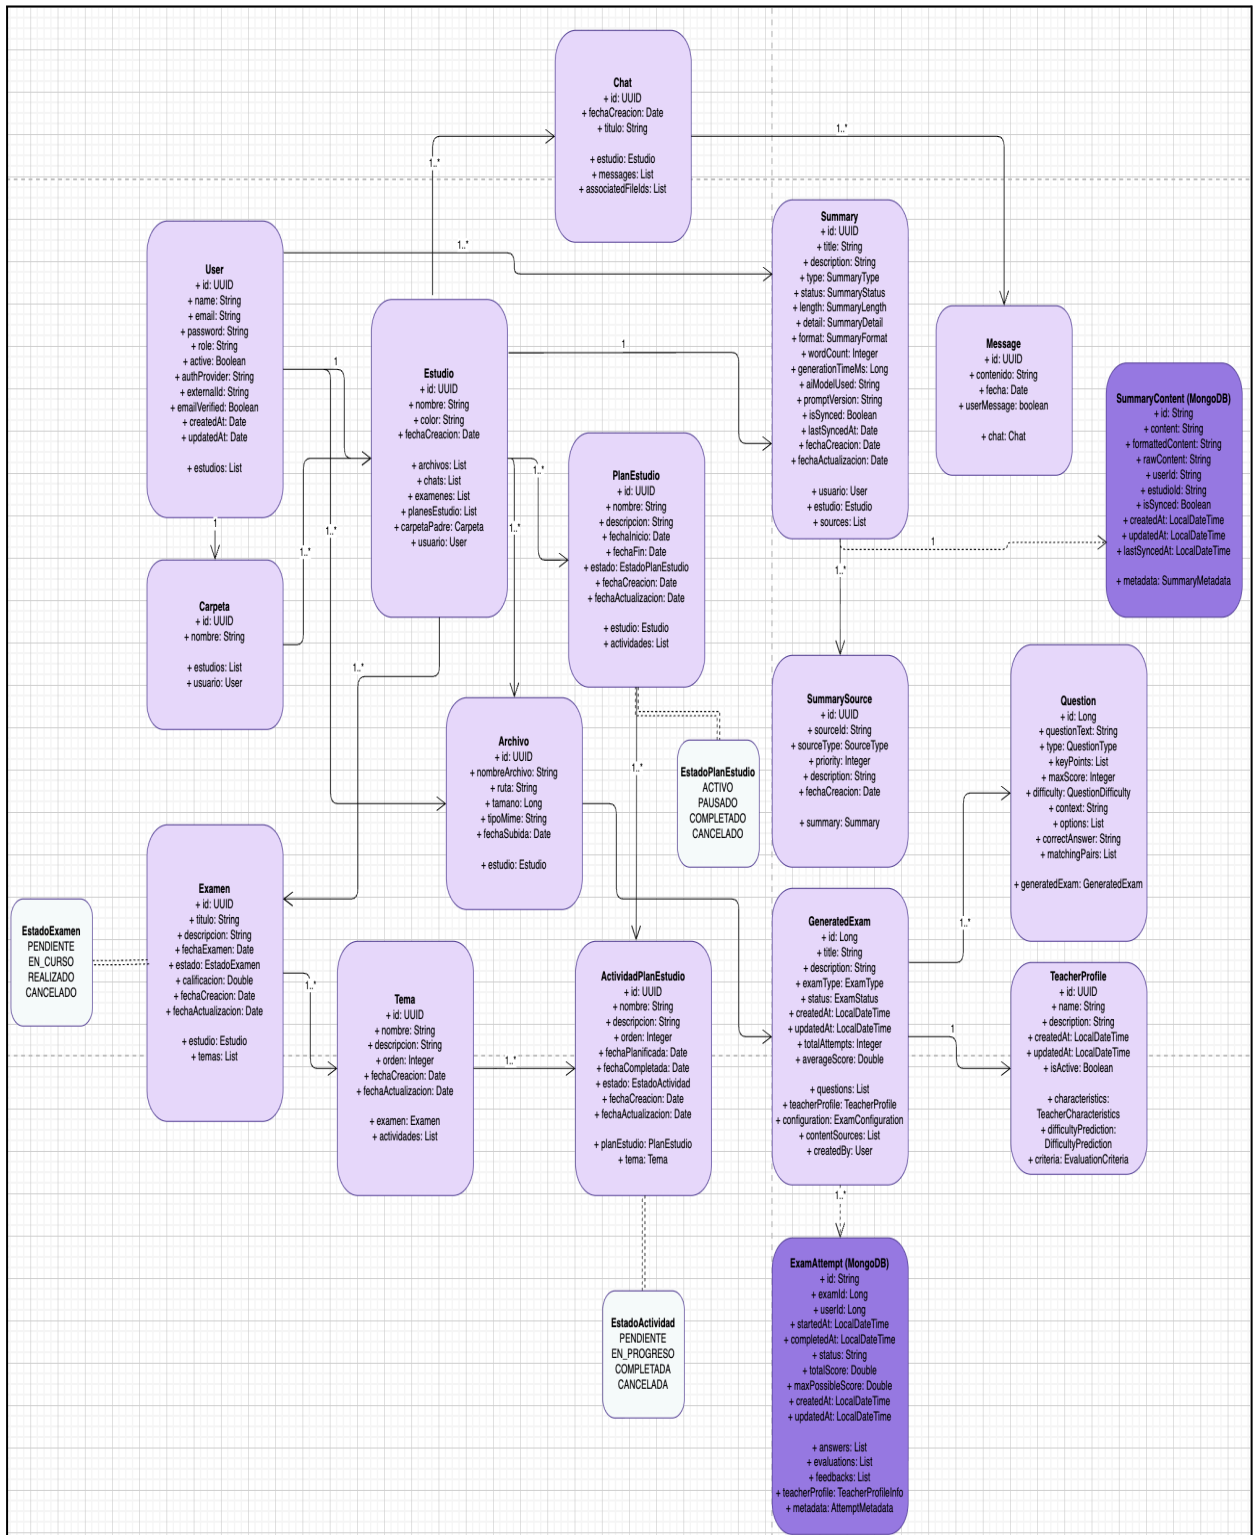 Chat
+ id: UUID
+ fechaCreacion: Date
+ titulo: String
+ estudio: Estudio
+ messages: List
+ associatedFileIds: List
1..*
1..*
User
+ id: UUID
+ name: String
+ email: String
+ password: String
+ role: String
+ active: Boolean
+ authProvider: String
+ externalId: String
+ emailVerified: Boolean
+ createdAt: Date
+ updatedAt: Date
+ estudios: List
1..*
1
1
1..*
Estudio
+ id: UUID
+ nombre: String
+ color: String
+ fechaCreacion: Date
+ archivos: List
+ chats: List
+ examenes: List
+ planesEstudio: List
+ carpetaPadre: Carpeta
+ usuario: User
1
1..*
1..*
1..*
Summary
+ id: UUID
+ title: String
+ description: String
+ type: SummaryType
+ status: SummaryStatus
+ length: SummaryLength
+ detail: SummaryDetail
+ format: SummaryFormat
+ wordCount: Integer
+ generationTimeMs: Long
+ aiModelUsed: String
+ promptVersion: String
+ isSynced: Boolean
+ lastSyncedAt: Date
+ fechaCreacion: Date
+ fechaActualizacion: Date
+ usuario: User
+ estudio: Estudio
+ sources: List
1
1..*
Message
+ id: UUID
+ contenido: String
+ fecha: Date
+ userMessage: boolean
+ chat: Chat
SummaryContent (MongoDB)
+ id: String
+ content: String
+ formattedContent: String
+ rawContent: String
+ userId: String
+ estudioId: String
+ isSynced: Boolean
+ createdAt: LocalDateTime
+ updatedAt: LocalDateTime
+ lastSyncedAt: LocalDateTime
+ metadata: SummaryMetadata
PlanEstudio
+ id: UUID
+ nombre: String
+ descripcion: String
+ fechaInicio: Date
+ fechaFin: Date
+ estado: EstadoPlanEstudio
+ fechaCreacion: Date
+ fechaActualizacion: Date
+ estudio: Estudio
+ actividades: List
1..*
Carpeta
+ id: UUID
+ nombre: String
+ estudios: List
+ usuario: User
1..*
Archivo
+ id: UUID
+ nombreArchivo: String
+ ruta: String
+ tamano: Long
+ tipoMime: String
+ fechaSubida: Date
+ estudio: Estudio
EstadoPlanEstudio
ACTIVO
PAUSADO
COMPLETADO
CANCELADO
SummarySource
+ id: UUID
+ sourceId: String
+ sourceType: SourceType
+ priority: Integer
+ description: String
+ fechaCreacion: Date
+ summary: Summary
Question
+ id: Long
+ questionText: String
+ type: QuestionType
+ keyPoints: List
+ maxScore: Integer
+ difficulty: QuestionDifficulty
+ context: String
+ options: List
+ correctAnswer: String
+ matchingPairs: List
+ generatedExam: GeneratedExam
EstadoExamen
PENDIENTE
EN_CURSO
REALIZADO
CANCELADO
Examen
+ id: UUID
+ titulo: String
+ descripcion: String
+ fechaExamen: Date
+ estado: EstadoExamen
+ calificacion: Double
+ fechaCreacion: Date
+ fechaActualizacion: Date
+ estudio: Estudio
+ temas: List
1..*
Tema
+ id: UUID
+ nombre: String
+ descripcion: String
+ orden: Integer
+ fechaCreacion: Date
+ fechaActualizacion: Date
+ examen: Examen
+ actividades: List
1..*
ActividadPlanEstudio
+ id: UUID
+ nombre: String
+ descripcion: String
+ orden: Integer
+ fechaPlanificada: Date
+ fechaCompletada: Date
+ estado: EstadoActividad
+ fechaCreacion: Date
+ fechaActualizacion: Date
+ planEstudio: PlanEstudio
+ tema: Tema
GeneratedExam
+ id: Long
+ title: String
+ description: String
+ examType: ExamType
+ status: ExamStatus
+ createdAt: LocalDateTime
+ updatedAt: LocalDateTime
+ totalAttempts: Integer
+ averageScore: Double
+ questions: List
+ teacherProfile: TeacherProfile
+ configuration: ExamConfiguration
+ contentSources: List
+ createdBy: User
1..*
1
1..*
TeacherProfile
+ id: UUID
+ name: String
+ description: String
+ createdAt: LocalDateTime
+ updatedAt: LocalDateTime
+ isActive: Boolean
+ characteristics:
TeacherCharacteristics
+ difficultyPrediction:
DifficultyPrediction
+ criteria: EvaluationCriteria
EstadoActividad
PENDIENTE
EN_PROGRESO
COMPLETADA
CANCELADA
ExamAttempt (MongoDB)
+ id: String
+ examId: Long
+ userId: Long
+ startedAt: LocalDateTime
+ completedAt: LocalDateTime
+ status: String
+ totalScore: Double
+ maxPossibleScore: Double
+ createdAt: LocalDateTime
+ updatedAt: LocalDateTime
+ answers: List
+ evaluations: List
+ feedbacks: List
+ teacherProfile: TeacherProfileInfo
+ metadata: AttemptMetadata